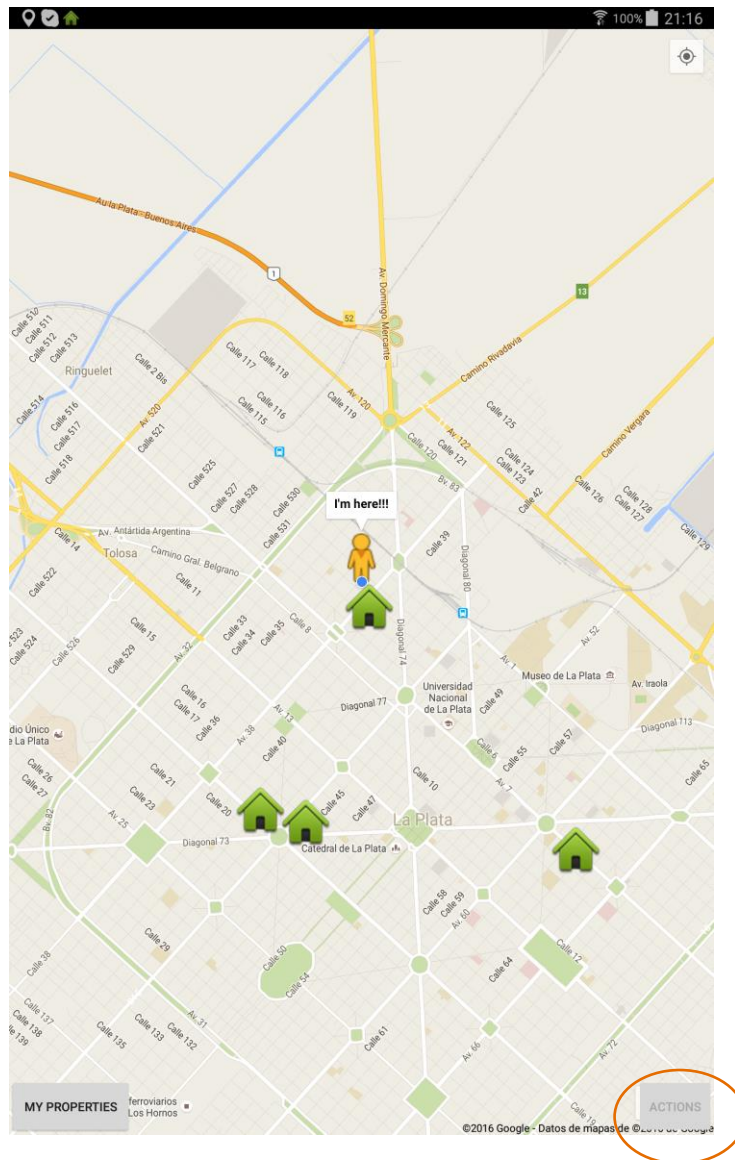 100% 21:16
Au la Plata - Buenos Aires
1
Av. Domingo Mercante
13
52
Camino Rivadavia
Calle 510
Calle 511
Calle 512
Calle 513
Ringuelet
Calle 2 Bis
Calle 117
Calle 118
Calle 115
Calle 116
Calle 119
Av. 120
Calle 514
Calle 516
Calle 517
Calle 518
Av. 520
Calle 521
Calle 125
Camino Vergara
Av. 122
Calle 120
Calle 121
Calle 124
Calle 123
Calle 42
Bv. 83
Calle 525
Calle 527
Calle 528
Calle 530
Calle 531
Calle 126
Calle 128
Calle 127
Calle 129
I'm here!!!
Av. Antártida Argentina
Calle 14
Tolosa
Camino Gral. Belgrano
Calle 11
Calle 39
Diagonal 80
Calle 522
523
Calle 524
Calle 526
Calle 15
Calle 529
Av. 32
Calle 33
Calle 34
Calle 35
Calle 8
Diagonal 74
Av. 52
Av. 1
Museo de La Plata
Av. Iraola
Universidad
Nacional
de La Plata
Calle 49
Diagonal 77
Calle 16
Calle 17
Calle 36
Av. 13
Av. 38
Calle 40
Diagonal 113
Calle 6
Calle 55
Calle 57
Calle 65
dio Único
e La Plata
Calle 26
Calle 27
Calle 21
Calle 23
Calle 20
Calle 10
Av. 7
Calle 45
Calle 47
Av. 25
Bv. 82
La Plata
Diagonal 73
Catedral de La Plata
Calle 58
Calle 59
Av. 60
Calle 29
Calle 38
Calle 50
Calle 54
Calle 64
Calle 12
Calle 137
Calle 138
139
Calle 135
Calle 133
Calle 132
Av. 31
Calle 61
Av. 66
Av. 72
Calle 19
MY PROPERTIES
ferroviarios
Los Hornos
ACTIONS
©2016 Google - Datos de mapas de ©2016 de Google